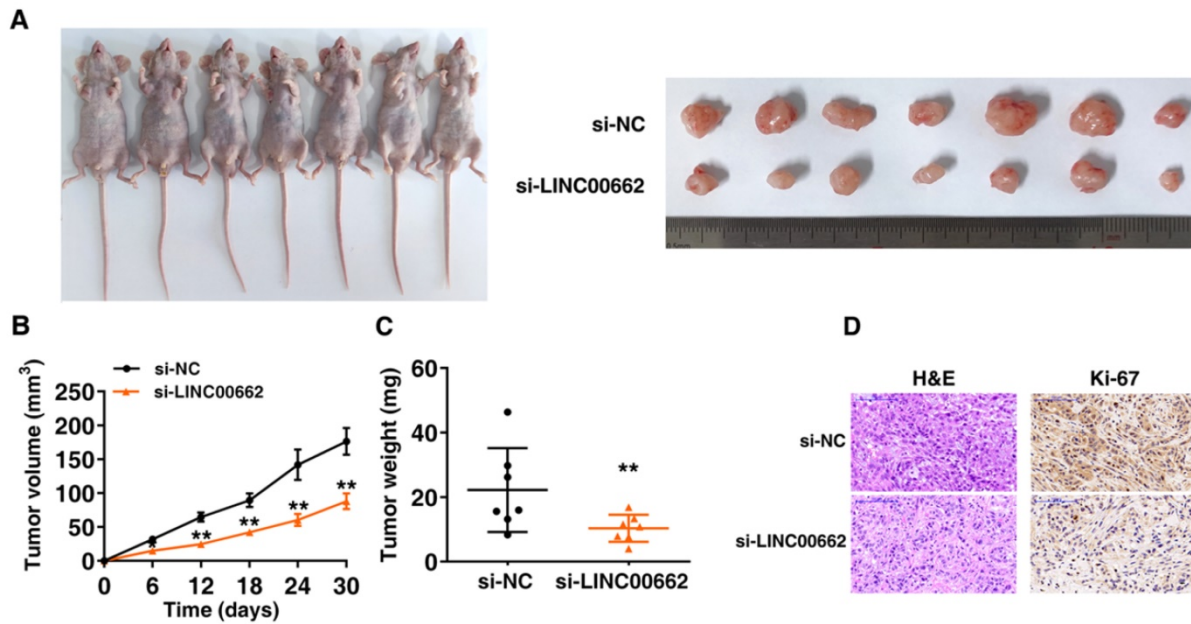 A
si-NC
si-LINC00662
B
si-NC
si-LINC00662
Tumor volume (mm³)
250
200
150
100
50
0
*
**
**
**
**
0 6 12 18 24 30
Time (days)
C
Tumor weight (mg)
60
40
20
0
**
si-NC si-LINC00662
D
H&E Ki-67
si-NC
si-LINC00662